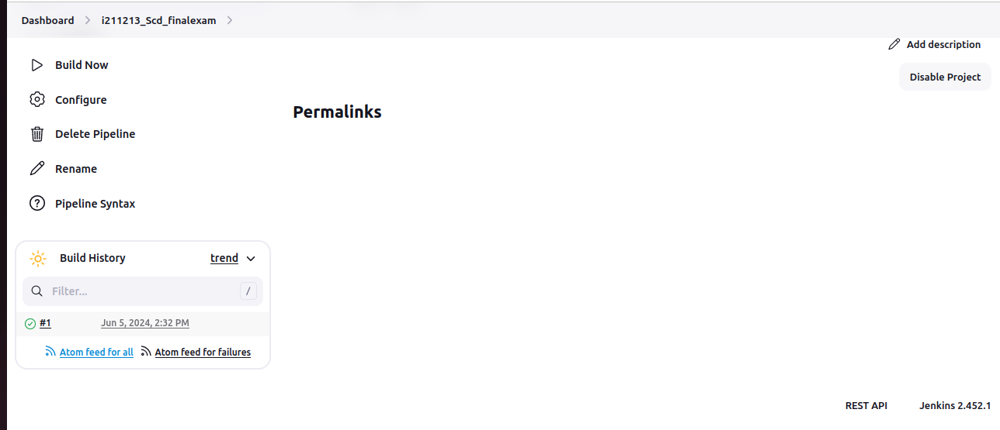 Dashboard > i211213_Scd_finalexam >
Add description
Disable Project
Build Now
Configure
Delete Pipeline
Rename
Pipeline Syntax
Permalinks
Build History trend
Filter... /
#1 Jun 5, 2024, 2:32 PM
Atom feed for all Atom feed for failures
REST API Jenkins 2.452.1